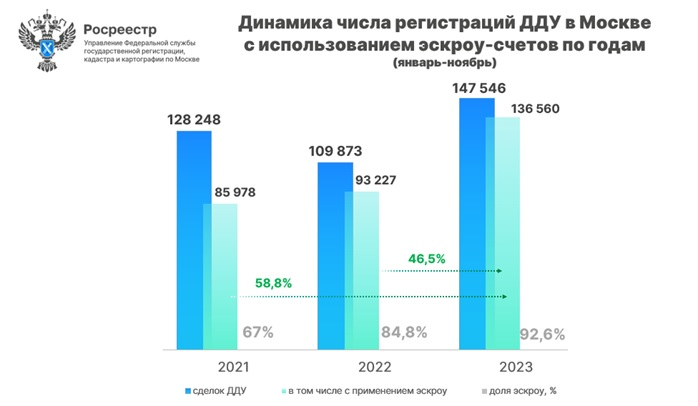 Росреестр
Управление Федеральной службы
государственной регистрации,
кадастра и картографии по Москве
Динамика числа регистраций ДДУ в Москве
с использованием эскроу-счетов по годам
(январь-ноябрь)
128 248
85 978
109 873
93 227
147 546
136 560
46,5%
58,8%
67%
84,8%
92,6%
2021
2022
2023
сделок ДДУ
в том числе с применением эскроу
доля эскроу, %